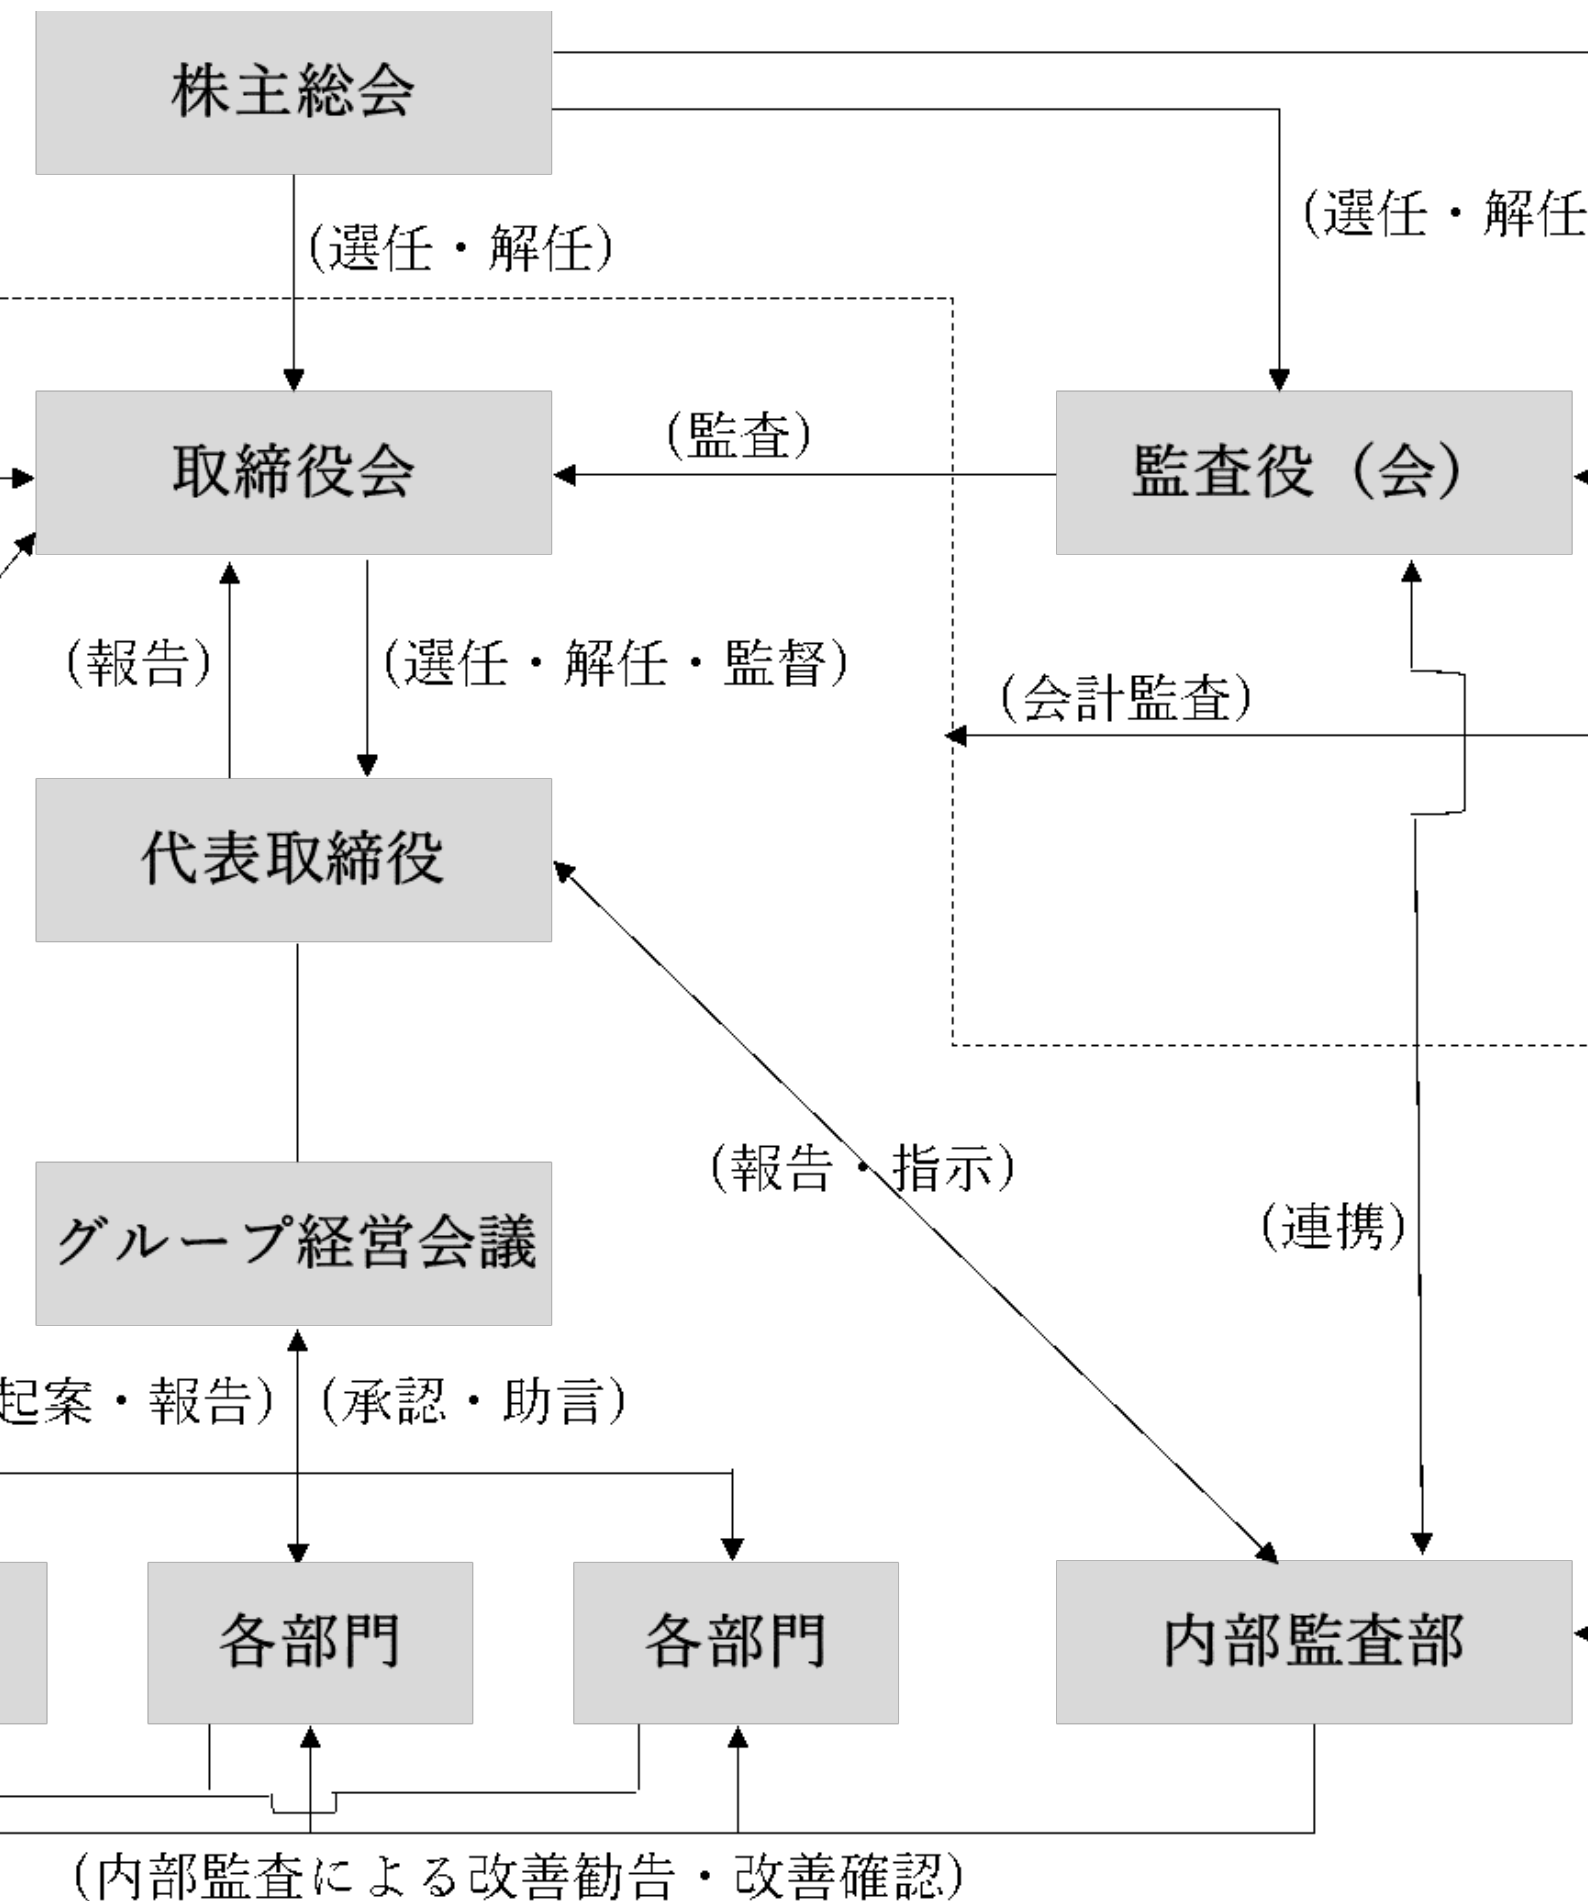 株主総会
(選任・解任
(選任・解任)
取締役会
(監査)
監査役（会）
(報告)
(選任・解任・監督)
(会計監査)
代表取締役
(報告・指示)
(連携)
グループ経営会議
起案・報告)
(承認・助言)
各部門
各部門
内部監査部
(内部監査による改善勧告・改善確認)